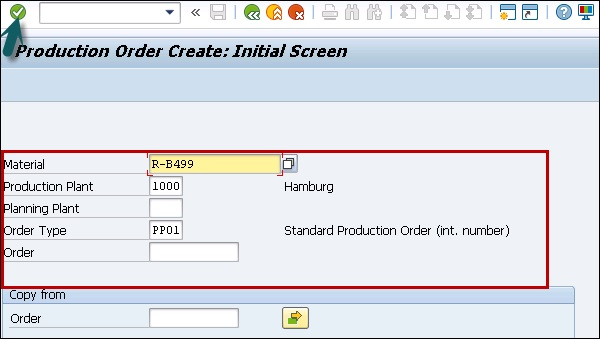 Production Order Create: Initial Screen
Material R-B499
Production Plant 1000 Hamburg
Planning Plant
Order Type PP01 Standard Production Order (int. number)
Order
Copy from
Order